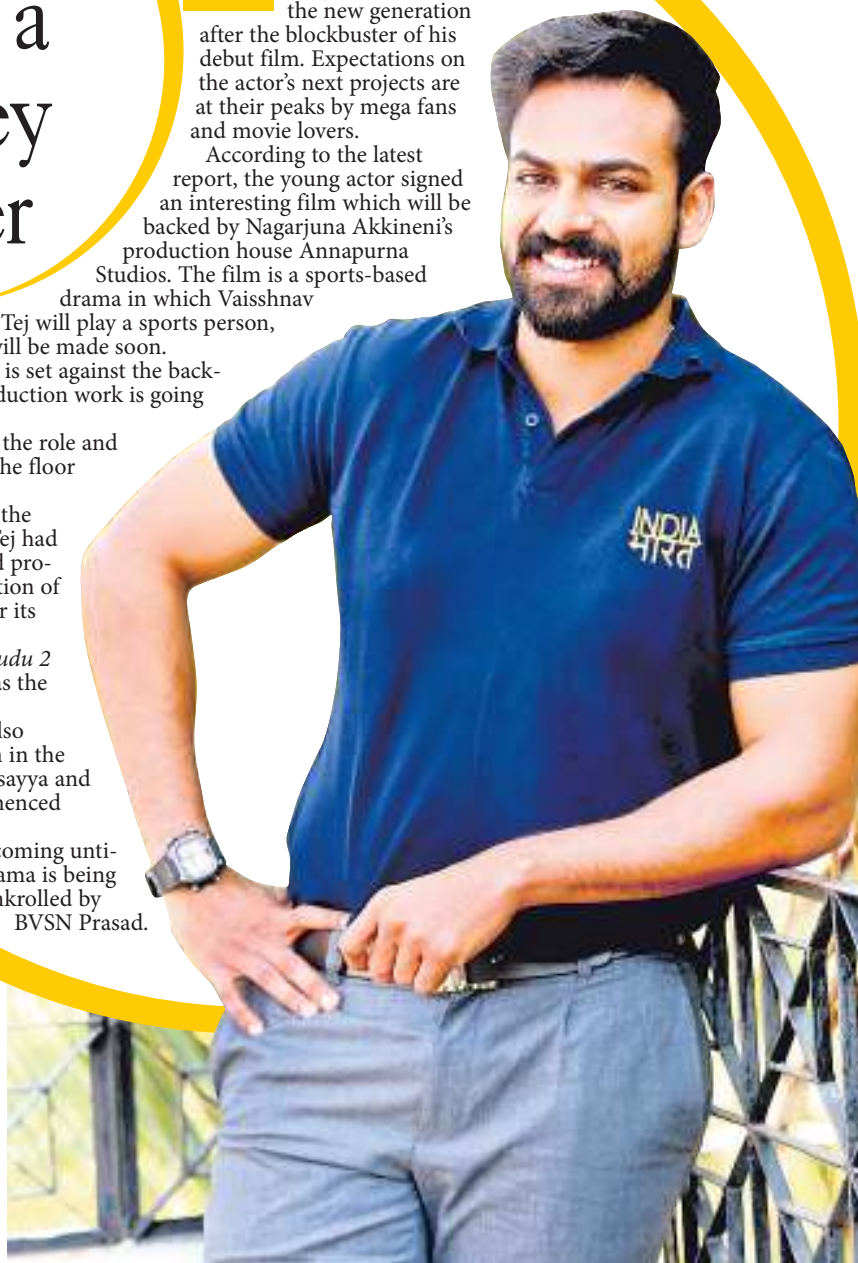 a
ey
er
the new generation
after the blockbuster of his
debut film. Expectations on
the actor's next projects are
at their peaks by mega fans
and movie lovers.
According to the latest
report, the young actor signed
an interesting film which will be
backed by Nagarjuna Akkineni's
production house Annapurna
Studios. The film is a sports-based
drama in which Vaisshnav
Tej will play a sports person,
will be made soon.
is set against the back-
duction work is going
the role and
he floor
the
Tej had
d pro-
tion of
r its
udu 2
as the
lso
n in the
sayya and
menced
coming unti-
ama is being
nkrolled by
BVSN Prasad.
INDIA
भारत